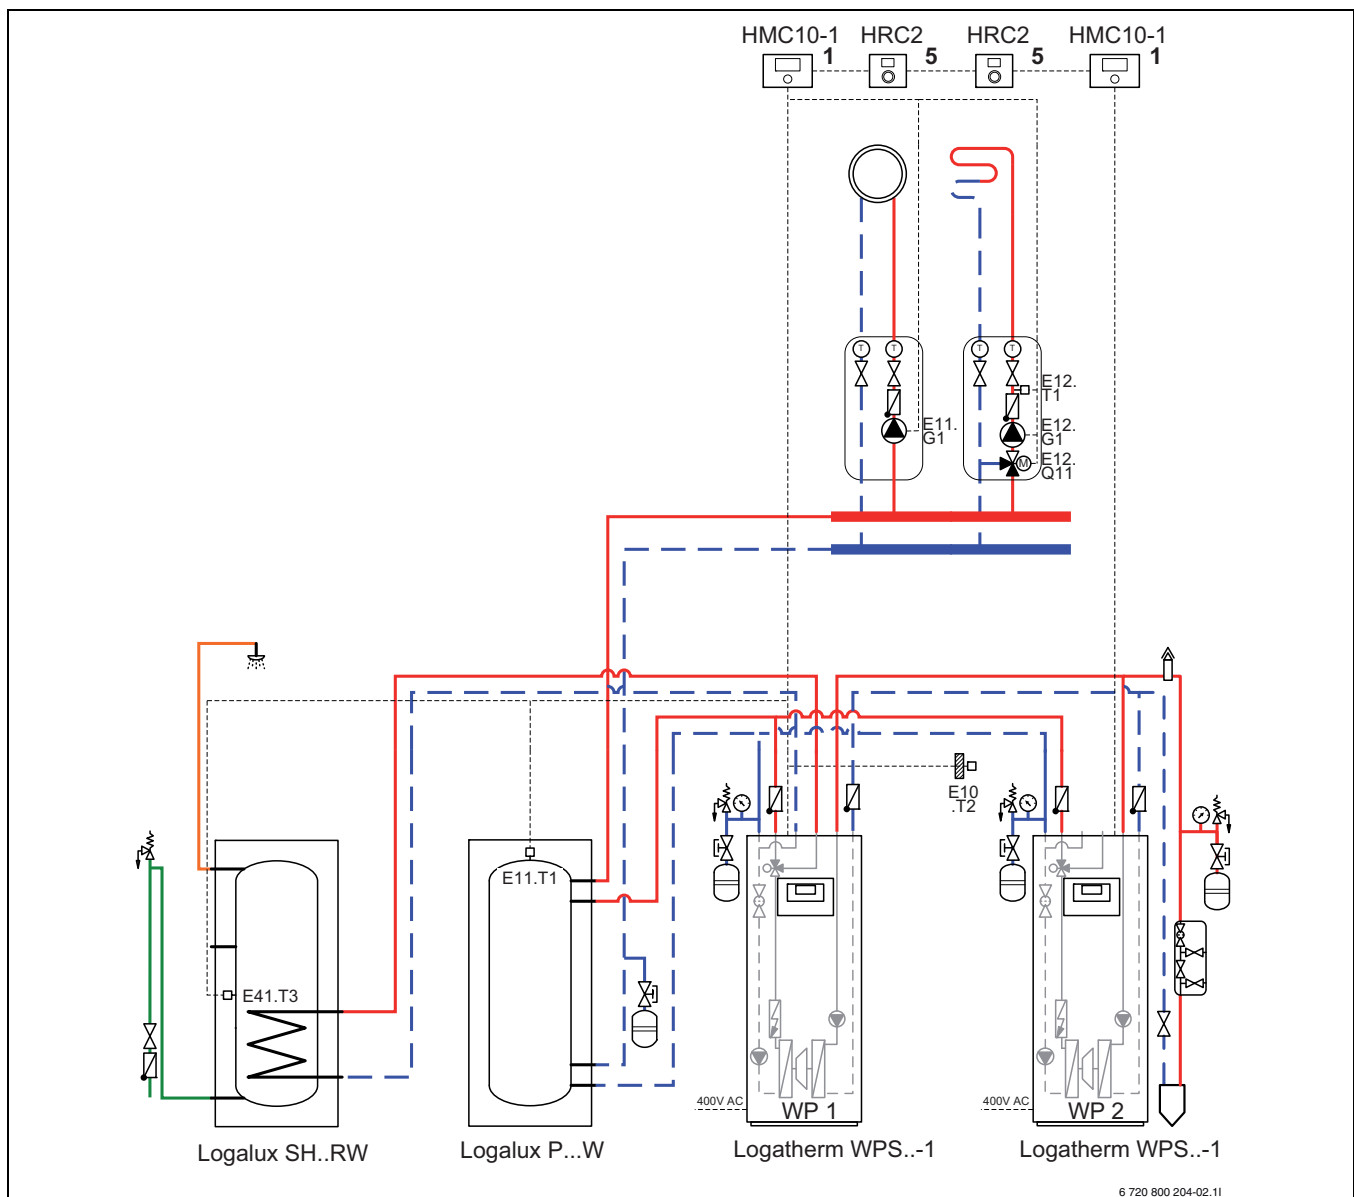 HMC10-1 HRC2 HRC2 HMC10-1
1 5 5 1
T T T T
E12.
T1
E11.
G1
E12.
G1
M
E12.
Q11
E10
.T2
E11.T1
E41.T3
400V AC
WP 1
400V AC
WP 2
Logalux SH..RW
Logalux P...W
Logatherm WPS..-1
Logatherm WPS..-1
6 720 800 204-02.1I